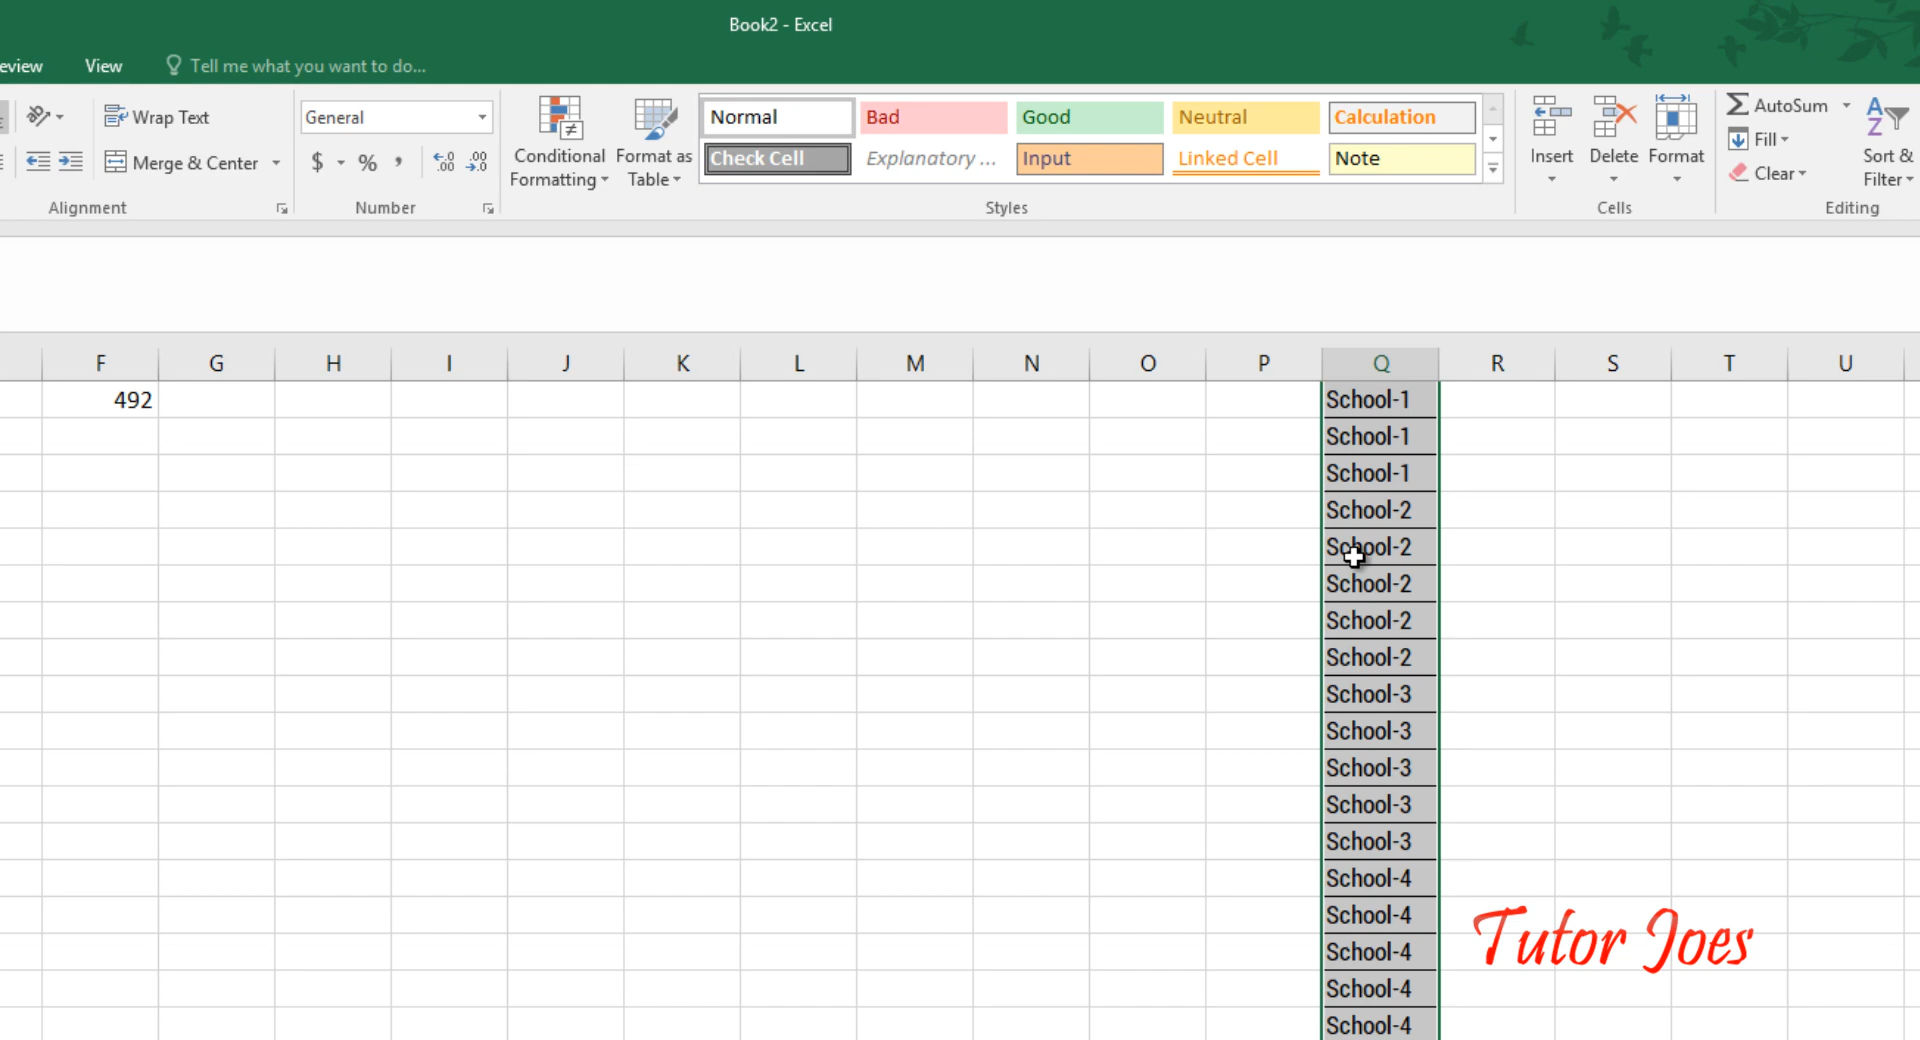 Book2 - Excel
eview View Tell me what you want to do...
Wrap Text General Normal Bad Good Neutral Calculation AutoSum
Merge & Center $ % , .00 .00 Conditional Formatting Format as Table Check Cell Explanatory ... Input Linked Cell Note Insert Delete Format Fill Clear Sort & Filter
Alignment Number Styles Cells Editing
F G H I J K L M N O P Q R S T U
492 School-1
School-1
School-1
School-2
School-2
School-2
School-2
School-2
School-3
School-3
School-3
School-3
School-3
School-4
School-4
Tutor Joes
School-4
School-4
School-4